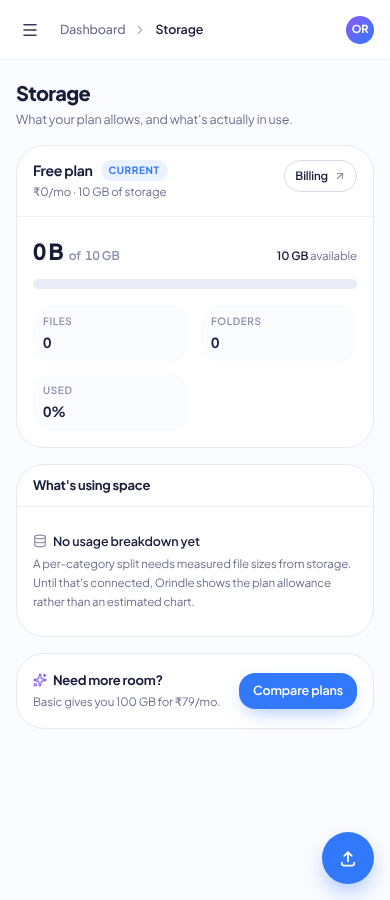 Dashboard Storage OR
Storage
What your plan allows, and what's actually in use.
Free plan CURRENT
₹0/mo · 10 GB of storage
Billing
0 B of 10 GB 10 GB available
FILES
0
FOLDERS
0
USED
0%
What's using space
No usage breakdown yet
A per-category split needs measured file sizes from storage.
Until that's connected, Orindle shows the plan allowance
rather than an estimated chart.
Need more room?
Basic gives you 100 GB for ₹79/mo.
Compare plans